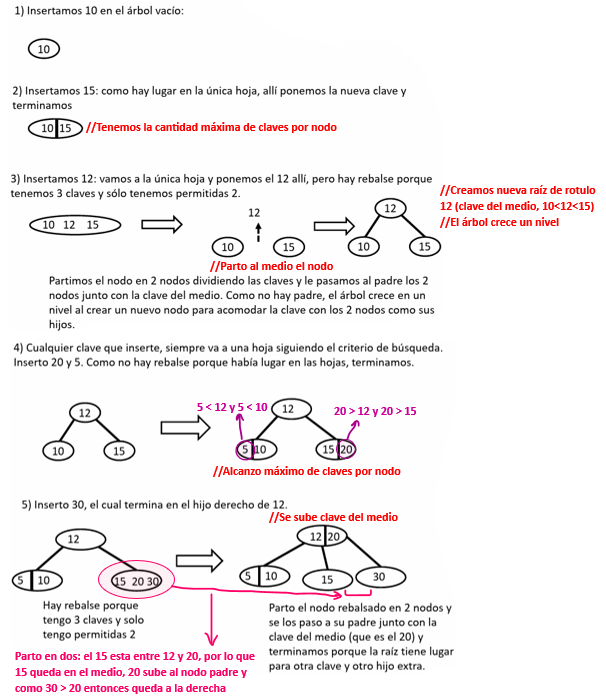 1) Insertamos 10 en el árbol vacío:
10
2) Insertamos 15: como hay lugar en la única hoja, allí ponemos la nueva clave y
terminamos
10 15 //Tenemos la cantidad máxima de claves por nodo
3) Insertamos 12: vamos a la única hoja y ponemos el 12 allí, pero hay rebalse porque
tenemos 3 claves y sólo tenemos permitidas 2.
//Creamos nueva raíz de rotulo
12 (clave del medio, 10<12<15)
//El árbol crece un nivel
10 12 15
12
10 15
12
10 15
//Parto al medio el nodo
Partimos el nodo en 2 nodos dividiendo las claves y le pasamos al padre los 2
nodos junto con la clave del medio. Como no hay padre, el árbol crece en un
nivel al crear un nuevo nodo para acomodar la clave con los 2 nodos como sus
hijos.
4) Cualquier clave que inserte, siempre va a una hoja siguiendo el criterio de búsqueda.
Inserto 20 y 5. Como no hay rebalse porque había lugar en las hojas, terminamos.
12
10 15
5 < 12 y 5 < 10
12
20 > 12 y 20 > 15
5 10 15 20
//Alcanzo máximo de claves por nodo
5) Inserto 30, el cual termina en el hijo derecho de 12.
//Se sube clave del medio
12
5 10 15 20 30
12 20
5 10 15 30
Hay rebalse porque
tengo 3 claves y solo
tengo permitidas 2
Parto el nodo rebalsado en 2 nodos y
se los paso a su padre junto con la
clave del medio (que es el 20) y
terminamos porque la raíz tiene lugar
para otra clave y otro hijo extra.
Parto en dos: el 15 esta entre 12 y 20, por lo que
15 queda en el medio, 20 sube al nodo padre y
como 30 > 20 entonces queda a la derecha